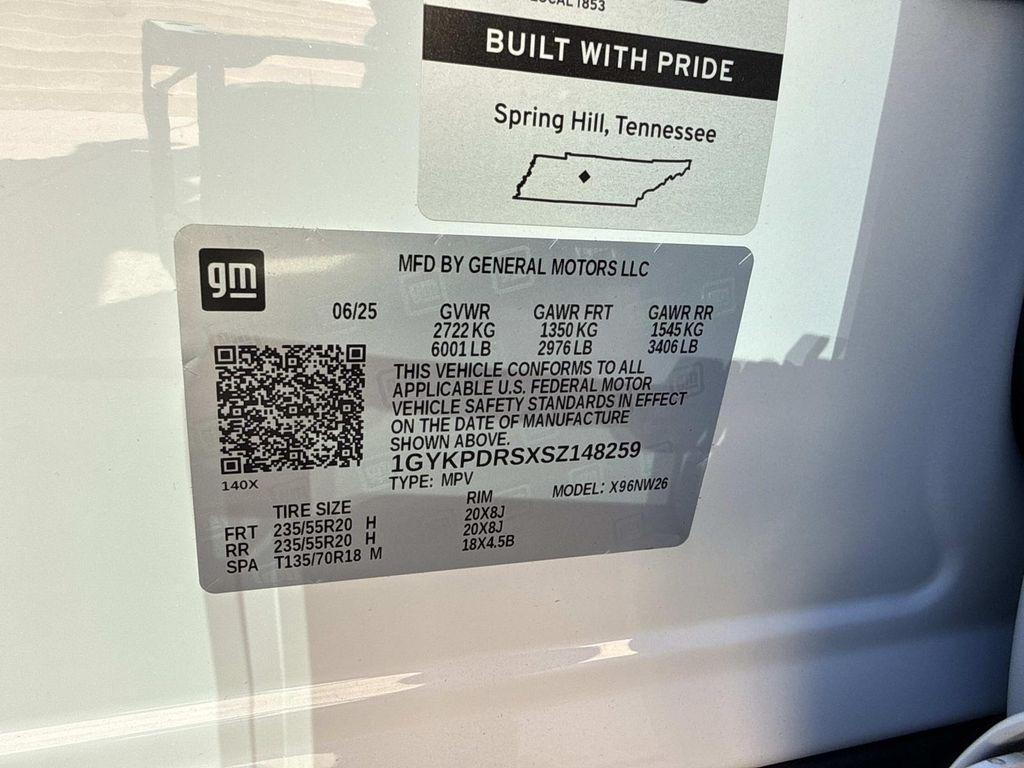 LOCAL 1853
BUILT WITH PRIDE
Spring Hill, Tennessee
gm
MFD BY GENERAL MOTORS LLC
06/25 GVWR GAWR FRT GAWR RR
2722 KG 1350 KG 1545 KG
6001 LB 2976 LB 3406 LB
THIS VEHICLE CONFORMS TO ALL
APPLICABLE U.S. FEDERAL MOTOR
VEHICLE SAFETY STANDARDS IN EFFECT
ON THE DATE OF MANUFACTURE
SHOWN ABOVE.
1GYKPDRSXSZ148259
140X
TYPE: MPV MODEL: X96NW26
TIRE SIZE RIM
FRT 235/55R20 H 20X8J
RR 235/55R20 H 20X8J
SPA T135/70R18 M 18X4.5B